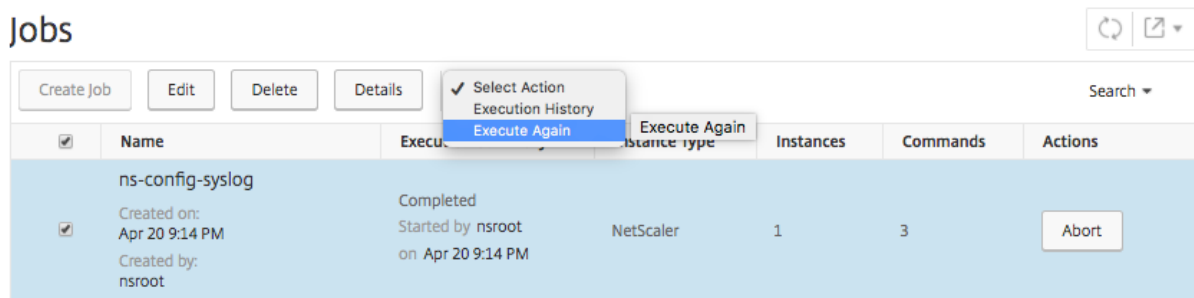 Jobs
Create Job Edit Delete Details Select Action Search
Execution History
Execute Again Execute Again
Name Instance Type Instances Commands Actions
ns-config-syslog
Created on:
Apr 20 9:14 PM
Created by:
nsroot
Completed
Started by nsroot
on Apr 20 9:14 PM
NetScaler 1 3 Abort